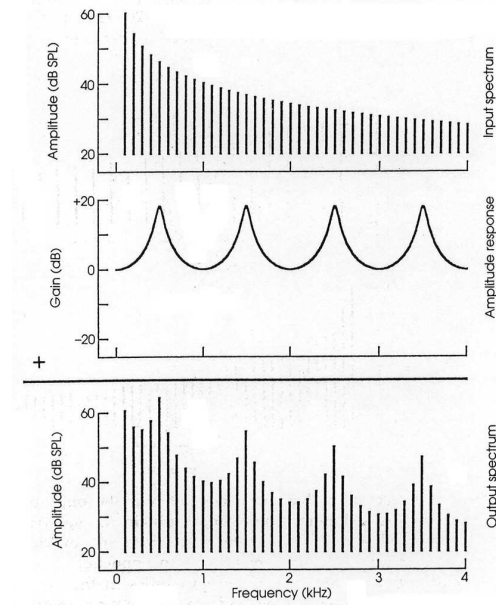 60
40
20
Amplitude (dB SPL)
Input spectrum
+20
0
−20
Gain (dB)
Amplitude response
+
60
40
20
Amplitude (dB SPL)
Output spectrum
0 1 2 3 4
Frequency (kHz)